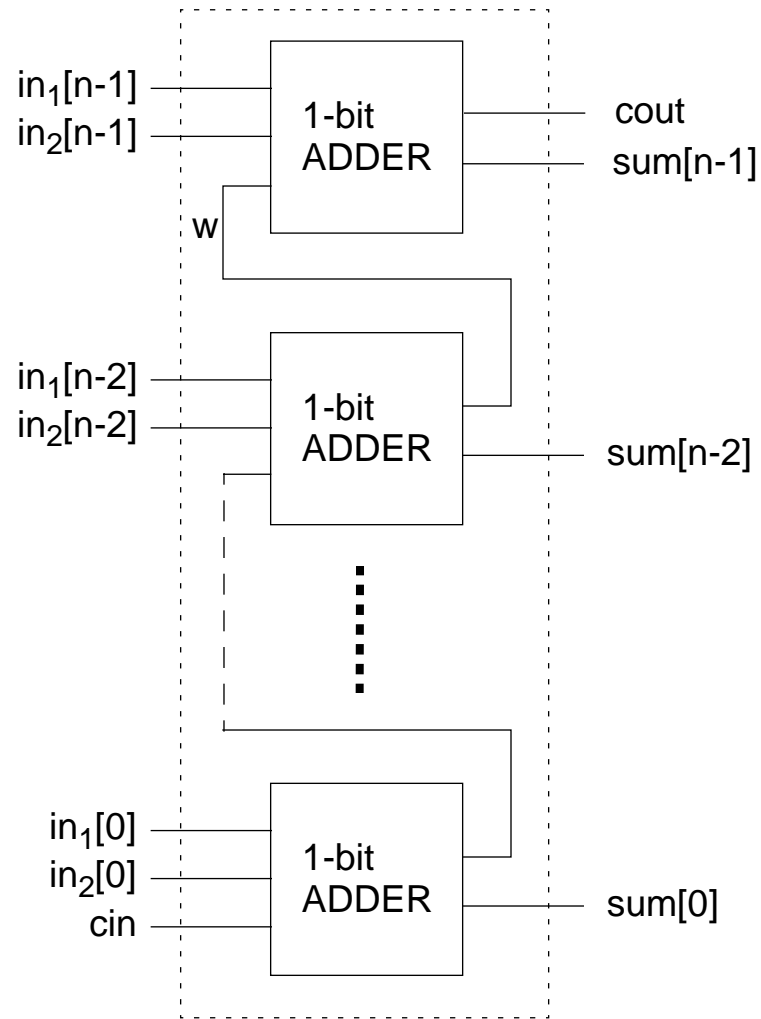 in₁[n-1]
in₂[n-1]
1-bit
ADDER
cout
sum[n-1]
w
in₁[n-2]
in₂[n-2]
1-bit
ADDER
sum[n-2]
in₁[0]
in₂[0]
cin
1-bit
ADDER
sum[0]